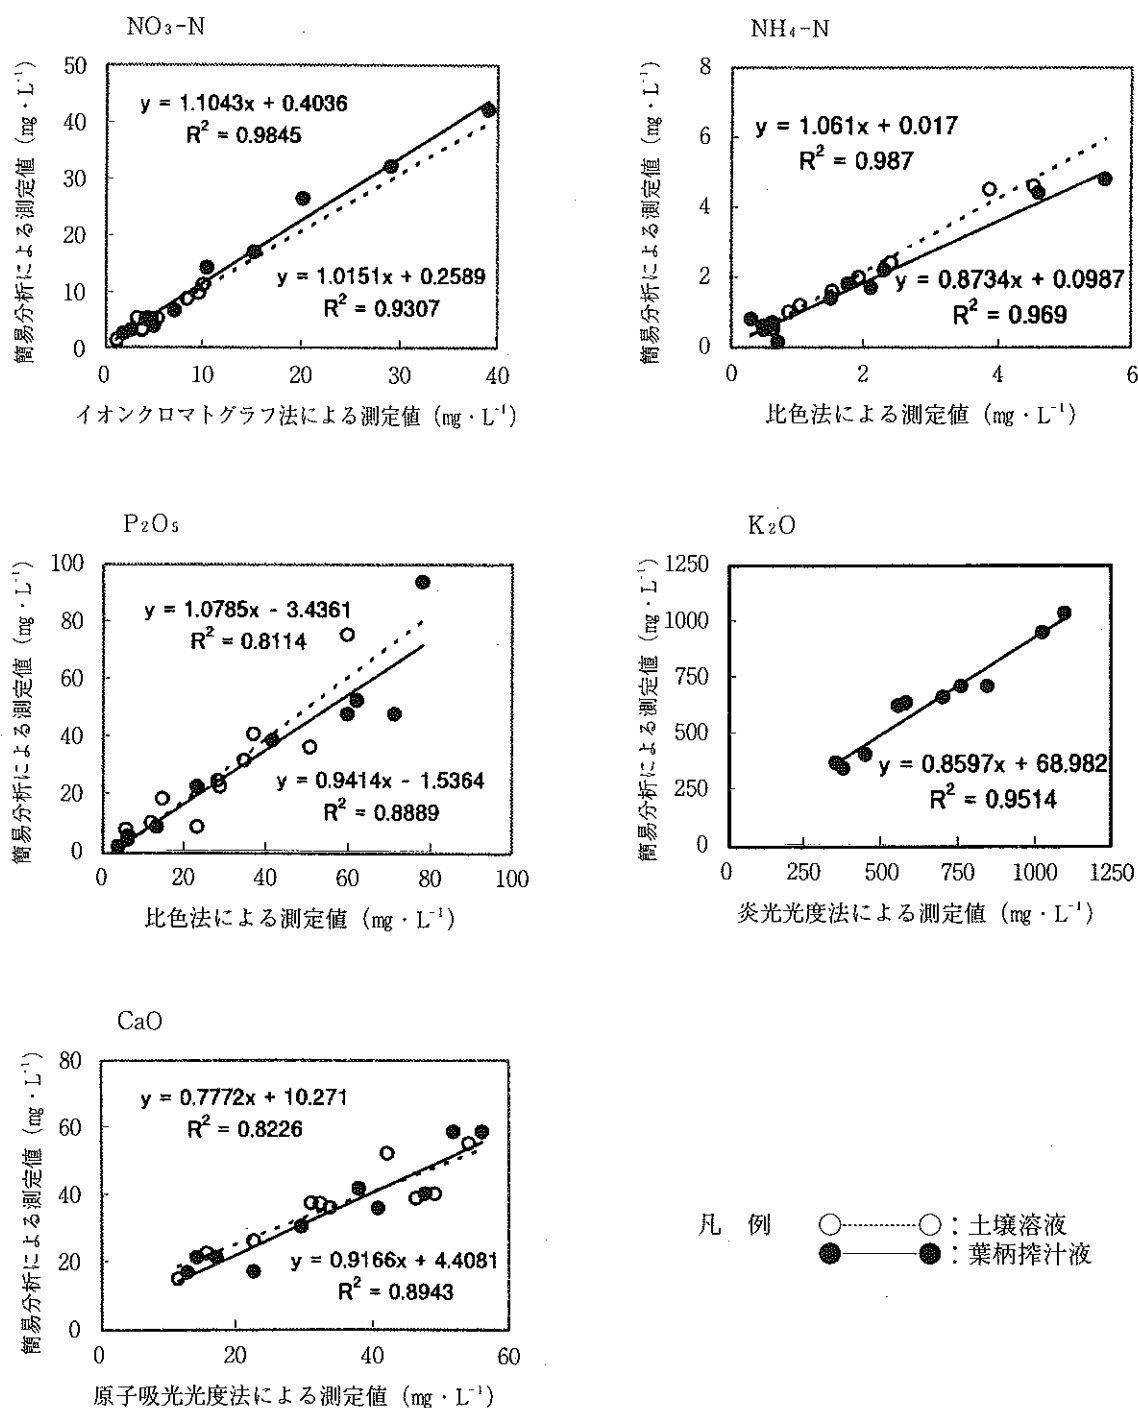 NO₃-N
簡易分析による測定値 (mg・L⁻¹)
50
40
30
20
10
0
y = 1.1043x + 0.4036
R² = 0.9845
y = 1.0151x + 0.2589
R² = 0.9307
0 10 20 30 40
イオンクロマトグラフ法による測定値 (mg・L⁻¹)
NH₄-N
簡易分析による測定値 (mg・L⁻¹)
8
6
4
2
0
y = 1.061x + 0.017
R² = 0.987
y = 0.8734x + 0.0987
R² = 0.969
0 2 4 6
比色法による測定値 (mg・L⁻¹)
P₂O₅
簡易分析による測定値 (mg・L⁻¹)
100
80
60
40
20
0
y = 1.0785x - 3.4361
R² = 0.8114
y = 0.9414x - 1.5364
R² = 0.8889
0 20 40 60 80 100
比色法による測定値 (mg・L⁻¹)
K₂O
簡易分析による測定値 (mg・L⁻¹)
1250
1000
750
500
250
0
y = 0.8597x + 68.982
R² = 0.9514
0 250 500 750 1000 1250
炎光光度法による測定値 (mg・L⁻¹)
CaO
簡易分析による測定値 (mg・L⁻¹)
80
60
40
20
0
y = 0.7772x + 10.271
R² = 0.8226
y = 0.9166x + 4.4081
R² = 0.8943
0 20 40 60
原子吸光光度法による測定値 (mg・L⁻¹)
凡 例 ○┈┈○：土壌溶液
●──●：葉柄搾汁液